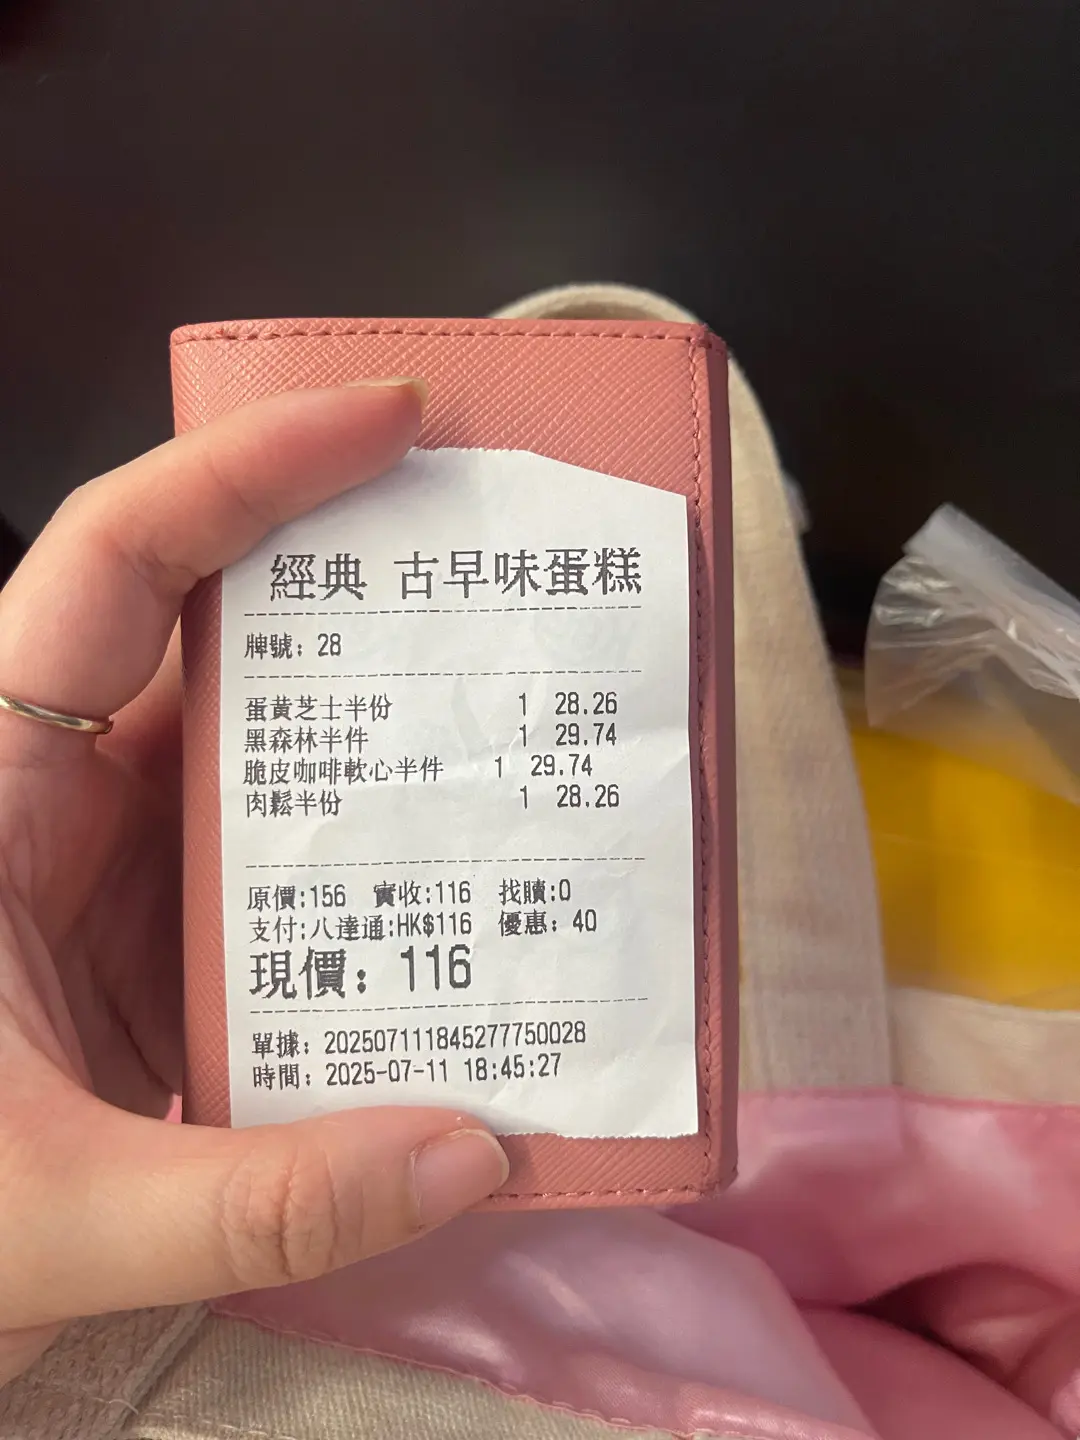 經典 古早味蛋糕
牌號: 28
蛋黃芝士半份 1 28.26
黑森林半件 1 29.74
脆皮咖啡軟心半件 1 29.74
肉鬆半份 1 28.26
原價:156 實收:116 找贖:0
支付:八達通:HK$116 優惠: 40
現價: 116
單據: 202507111845277750028
時間: 2025-07-11 18:45:27